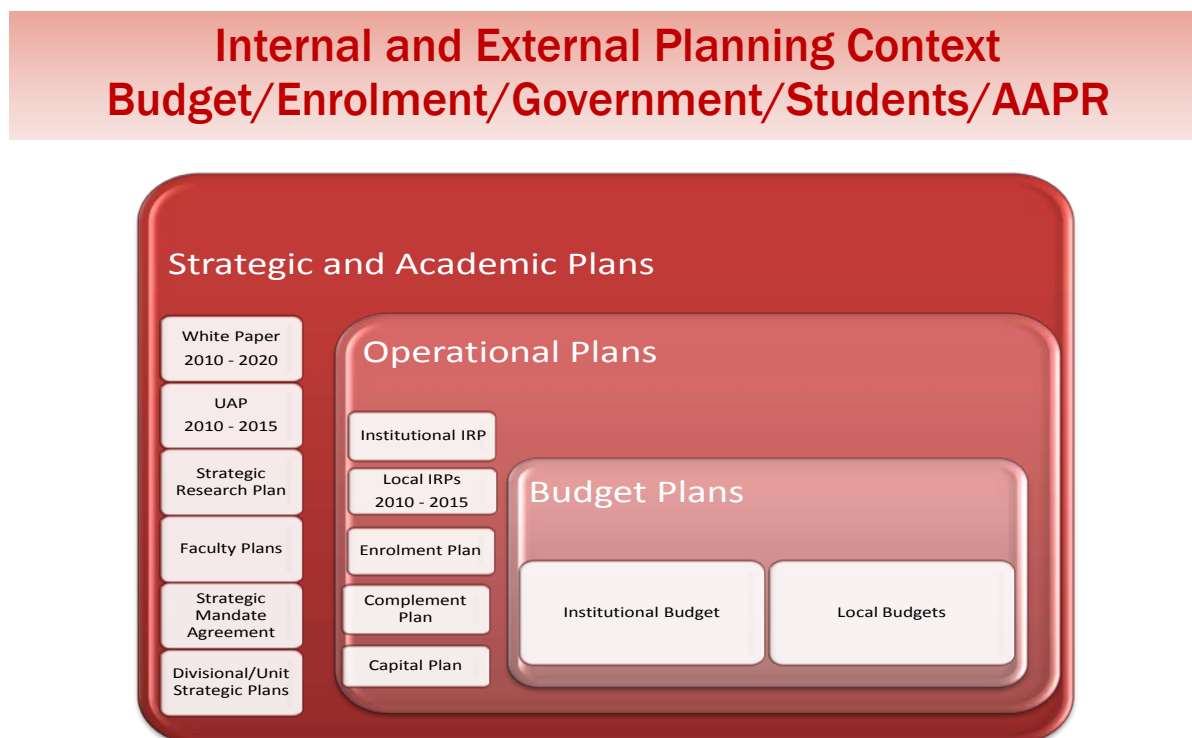 Internal and External Planning Context
Budget/Enrolment/Government/Students/AAPR
Strategic and Academic Plans
White Paper
2010 - 2020
UAP
2010 - 2015
Strategic
Research Plan
Faculty Plans
Strategic
Mandate
Agreement
Divisional/Unit
Strategic Plans
Operational Plans
Institutional IRP
Local IRPs
2010 - 2015
Enrolment Plan
Complement
Plan
Capital Plan
Budget Plans
Institutional Budget
Local Budgets